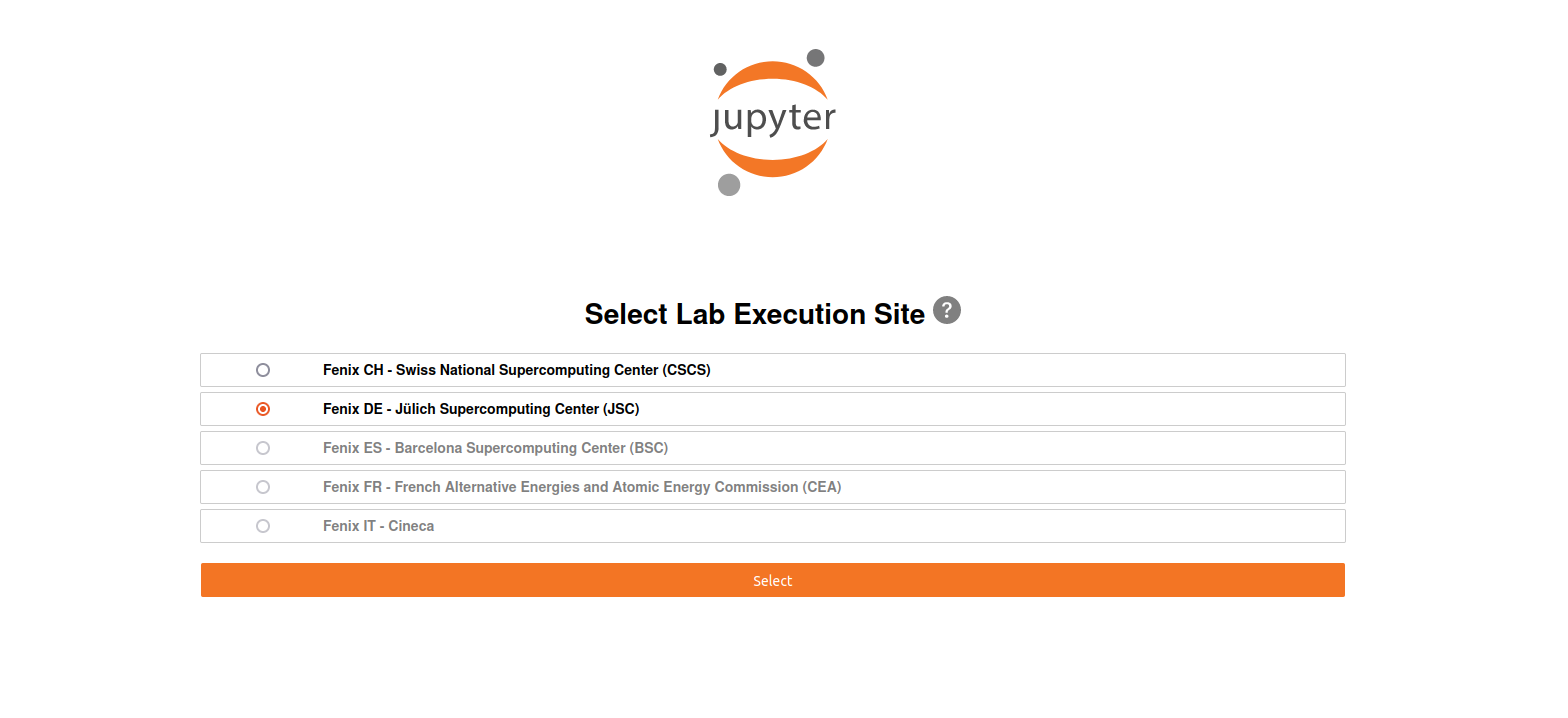 jupyter
Select Lab Execution Site ?
Fenix CH - Swiss National Supercomputing Center (CSCS)
Fenix DE - Jülich Supercomputing Center (JSC)
Fenix ES - Barcelona Supercomputing Center (BSC)
Fenix FR - French Alternative Energies and Atomic Energy Commission (CEA)
Fenix IT - Cineca
Select